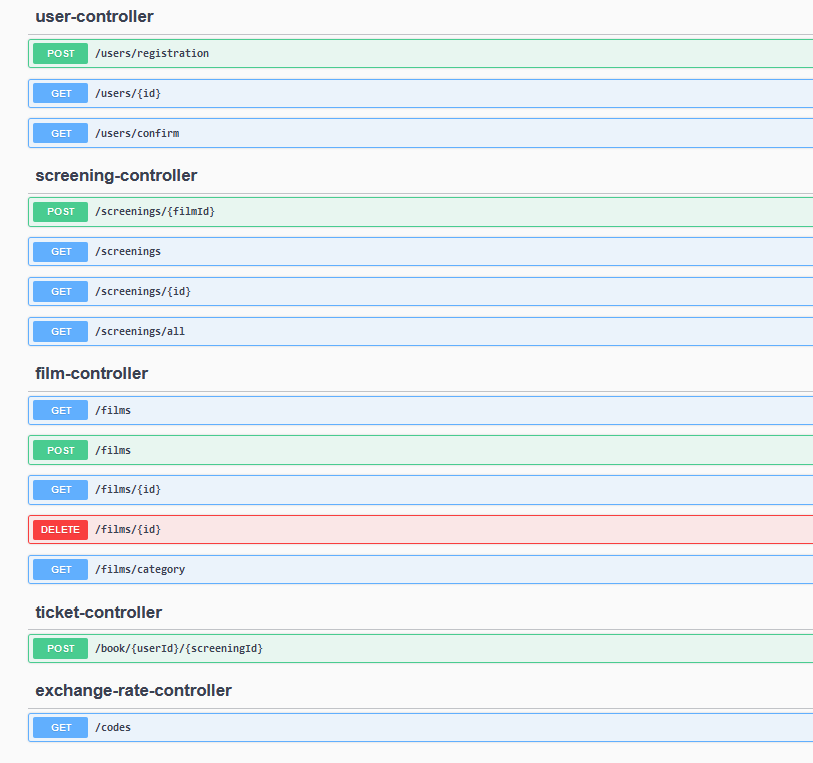 user-controller
POST /users/registration
GET /users/{id}
GET /users/confirm
screening-controller
POST /screenings/{filmId}
GET /screenings
GET /screenings/{id}
GET /screenings/all
film-controller
GET /films
POST /films
GET /films/{id}
DELETE /films/{id}
GET /films/category
ticket-controller
POST /book/{userId}/{screeningId}
exchange-rate-controller
GET /codes